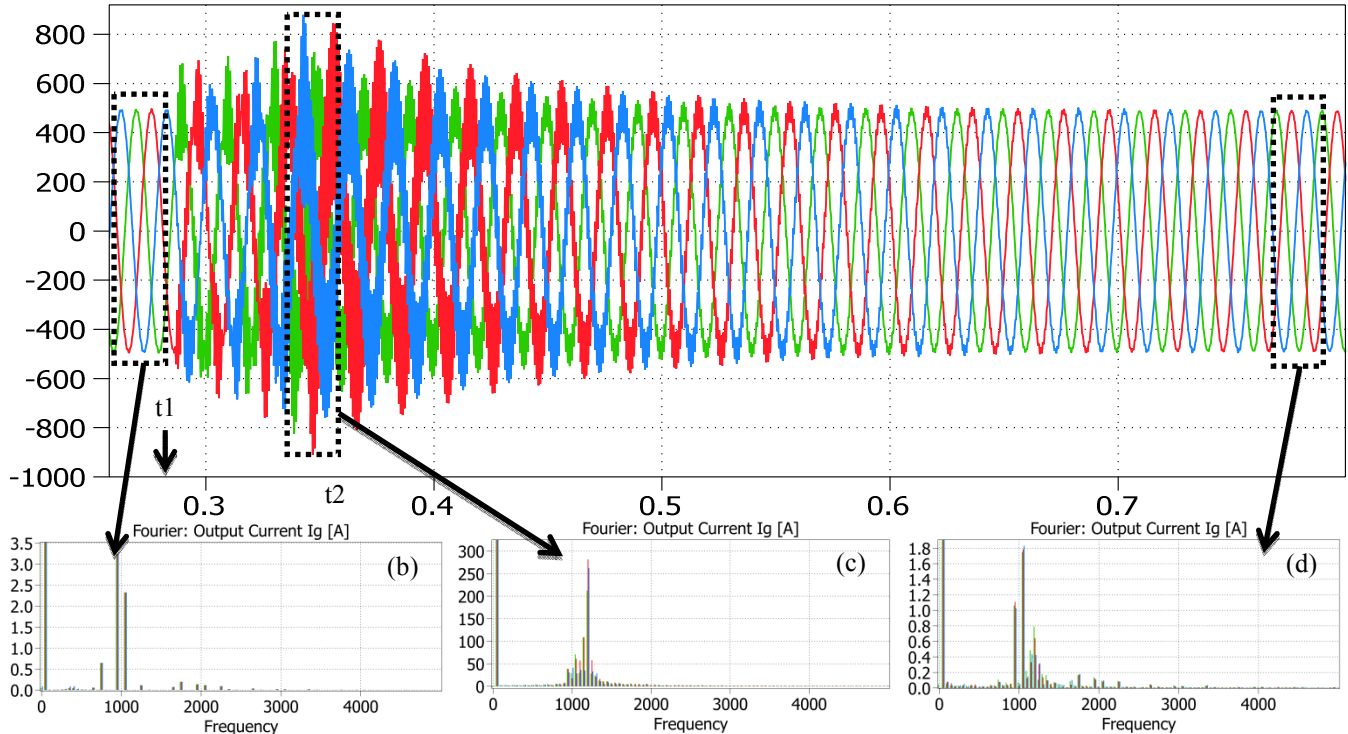 800
600
400
200
0
-200
-400
-600
-800
-1000
t1
t2
0.3 0.4 0.5 0.6 0.7
Fourier: Output Current Ig [A]
3.5
3.0
2.5
2.0
1.5
1.0
0.5
0.0
(b)
0 1000 2000 3000 4000
Frequency
Fourier: Output Current Ig [A]
300
250
200
150
100
50
0
(c)
0 1000 2000 3000 4000
Frequency
Fourier: Output Current Ig [A]
1.8
1.6
1.4
1.2
1.0
0.8
0.6
0.4
0.2
0.0
(d)
0 1000 2000 3000 4000
Frequency